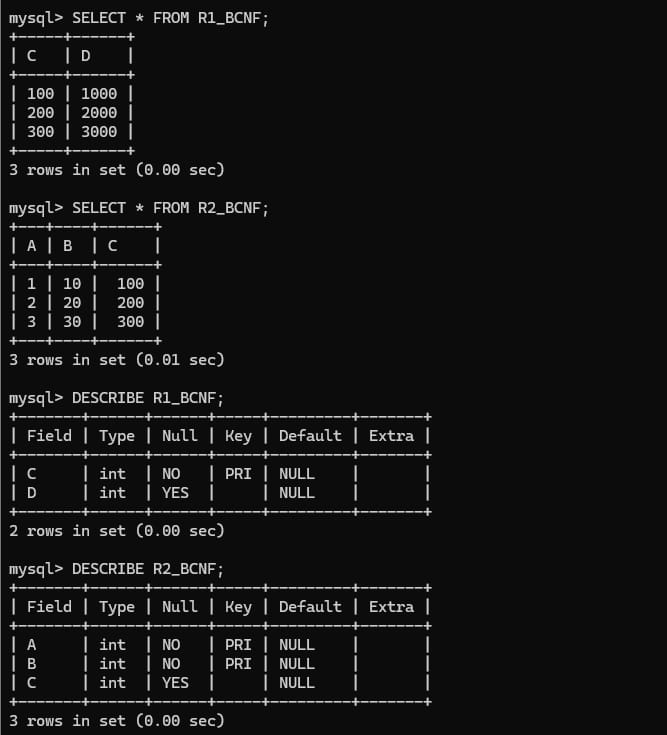 mysql> SELECT * FROM R1_BCNF;
+-----+------+
| C   | D    |
+-----+------+
| 100 | 1000 |
| 200 | 2000 |
| 300 | 3000 |
+-----+------+
3 rows in set (0.00 sec)

mysql> SELECT * FROM R2_BCNF;
+---+----+------+
| A | B  | C    |
+---+----+------+
| 1 | 10 |  100 |
| 2 | 20 |  200 |
| 3 | 30 |  300 |
+---+----+------+
3 rows in set (0.01 sec)

mysql> DESCRIBE R1_BCNF;
+-------+------+------+-----+---------+-------+
| Field | Type | Null | Key | Default | Extra |
+-------+------+------+-----+---------+-------+
| C     | int  | NO   | PRI | NULL    |       |
| D     | int  | YES  |     | NULL    |       |
+-------+------+------+-----+---------+-------+
2 rows in set (0.00 sec)

mysql> DESCRIBE R2_BCNF;
+-------+------+------+-----+---------+-------+
| Field | Type | Null | Key | Default | Extra |
+-------+------+------+-----+---------+-------+
| A     | int  | NO   | PRI | NULL    |       |
| B     | int  | NO   | PRI | NULL    |       |
| C     | int  | YES  |     | NULL    |       |
+-------+------+------+-----+---------+-------+
3 rows in set (0.00 sec)